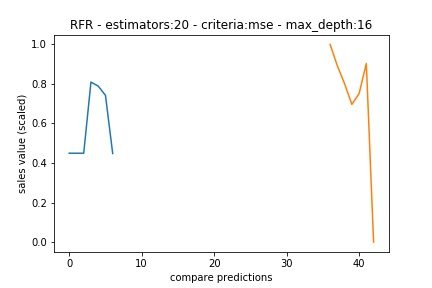 RFR - estimators:20 - criteria:mse - max_depth:16
1.0
0.8
0.6
0.4
0.2
0.0
sales value (scaled)
0 10 20 30 40
compare predictions